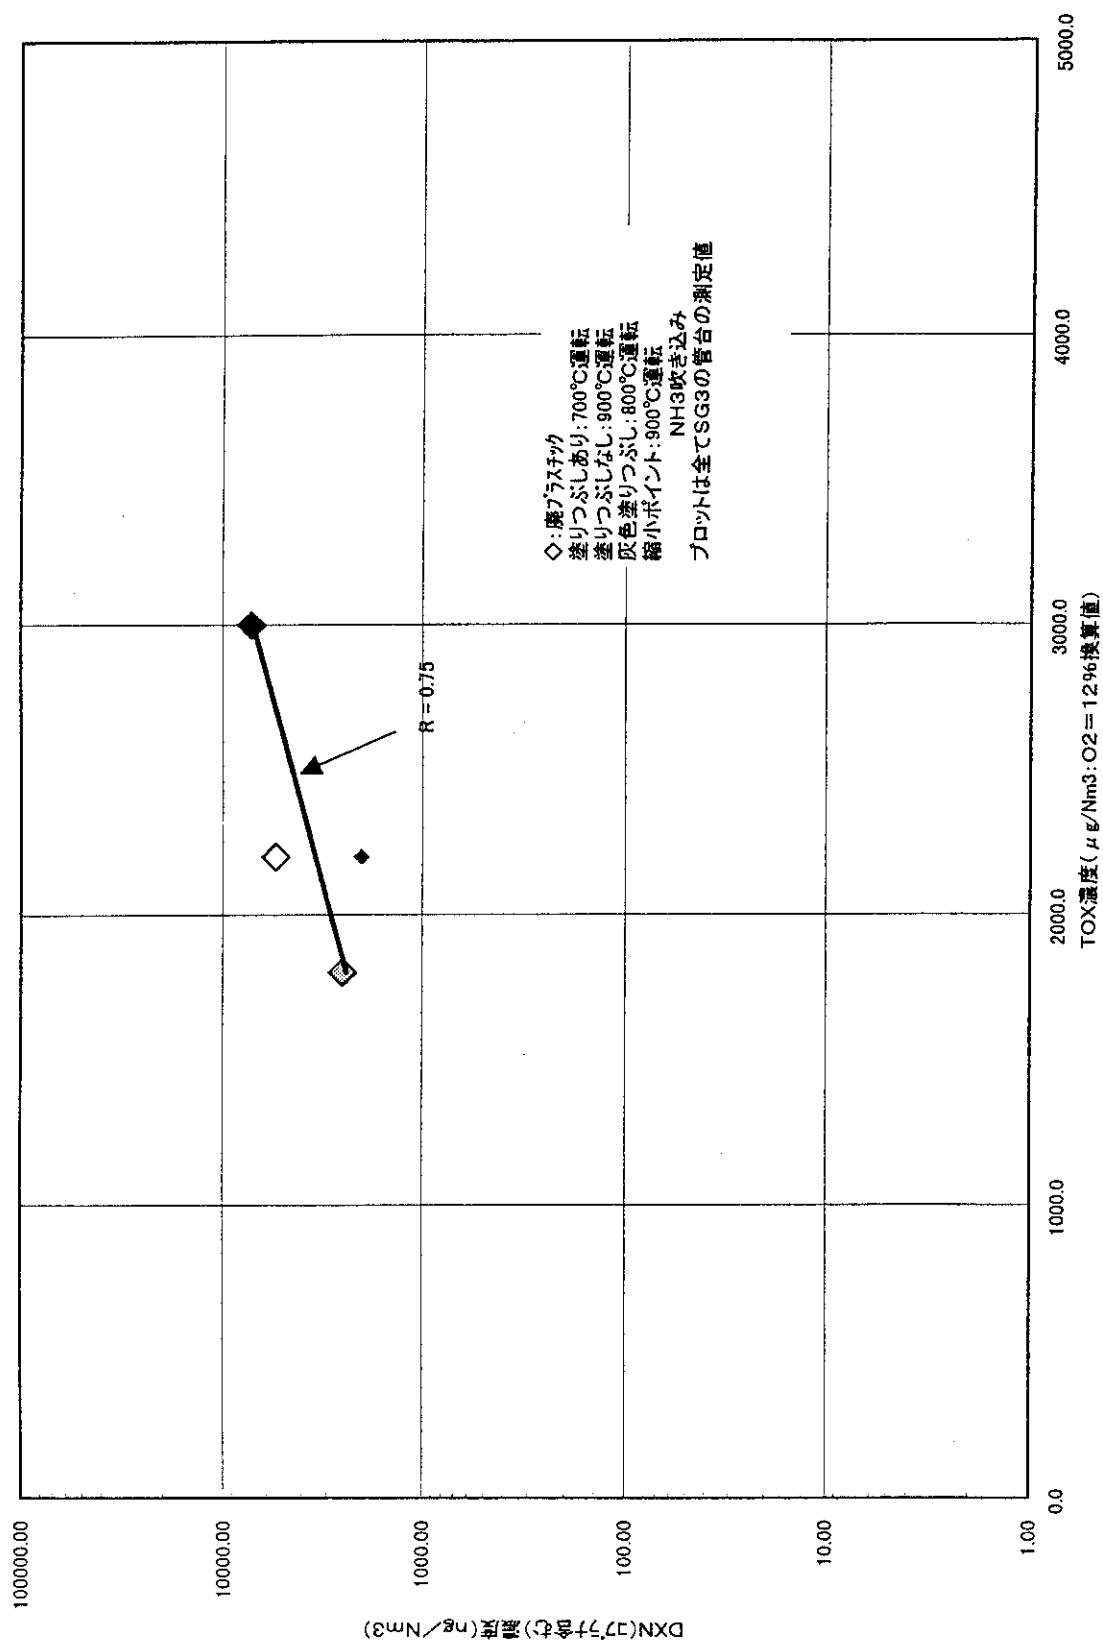 DXN(コプラナ含む)濃度(ng/Nm3)
100000.00
10000.00
1000.00
100.00
10.00
1.00
R = 0.75
◇:廃プラスチック
塗りつぶしあり:700℃運転
塗りつぶしなし:900℃運転
灰色塗りつぶし:800℃運転
縮小ポイント:900℃運転
NH3吹き込み
プロットは全てSG3の管台の測定値
0.0
1000.0
2000.0
3000.0
4000.0
5000.0
TOX濃度(μg/Nm3:O2=12%換算値)